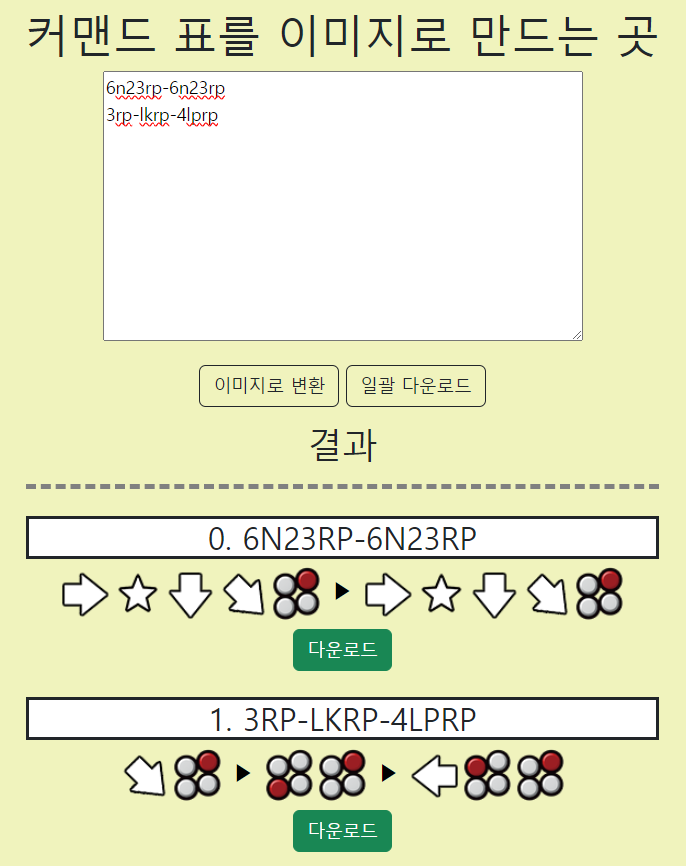 커맨드 표를 이미지로 만드는 곳
6n23rp-6n23rp
3rp-lkrp-4lprp
이미지로 변환 일괄 다운로드
결과
0. 6N23RP-6N23RP
다운로드
1. 3RP-LKRP-4LPRP
다운로드